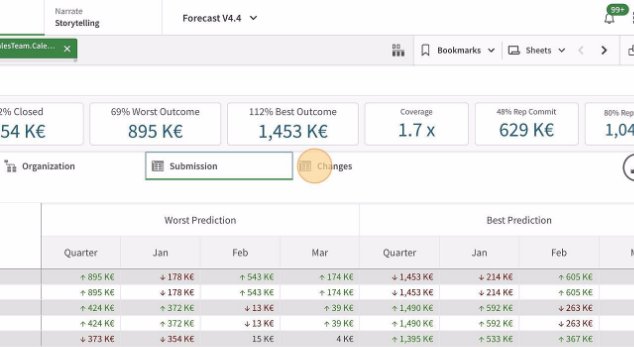 Narrate
Storytelling
Forecast V4.4
99+
alesTeam.Cale... ×
Bookmarks
Sheets
2% Closed
54 K€
69% Worst Outcome
895 K€
112% Best Outcome
1,453 K€
Coverage
1.7 x
48% Rep Commit
629 K€
80% Rep
1,04
Organization
Submission
Changes
Worst Prediction Best Prediction
Quarter Jan Feb Mar Quarter Jan Feb M
↑ 895 K€ ↓ 178 K€ ↑ 543 K€ ↑ 174 K€ ↓ 1,453 K€ ↓ 214 K€ ↑ 605 K€
↑ 895 K€ ↓ 178 K€ ↑ 543 K€ ↑ 174 K€ ↓ 1,453 K€ ↓ 214 K€ ↑ 605 K€
↑ 424 K€ ↑ 372 K€ ↓ 13 K€ ↑ 39 K€ ↑ 1,490 K€ ↑ 592 K€ ↓ 263 K€
↑ 424 K€ ↑ 372 K€ ↓ 13 K€ ↑ 39 K€ ↑ 1,490 K€ ↑ 592 K€ ↓ 263 K€
↓ 373 K€ ↓ 354 K€ 15 K€ 4 K€ ↑ 1,395 K€ ↑ 533 K€ ↑ 367 K€